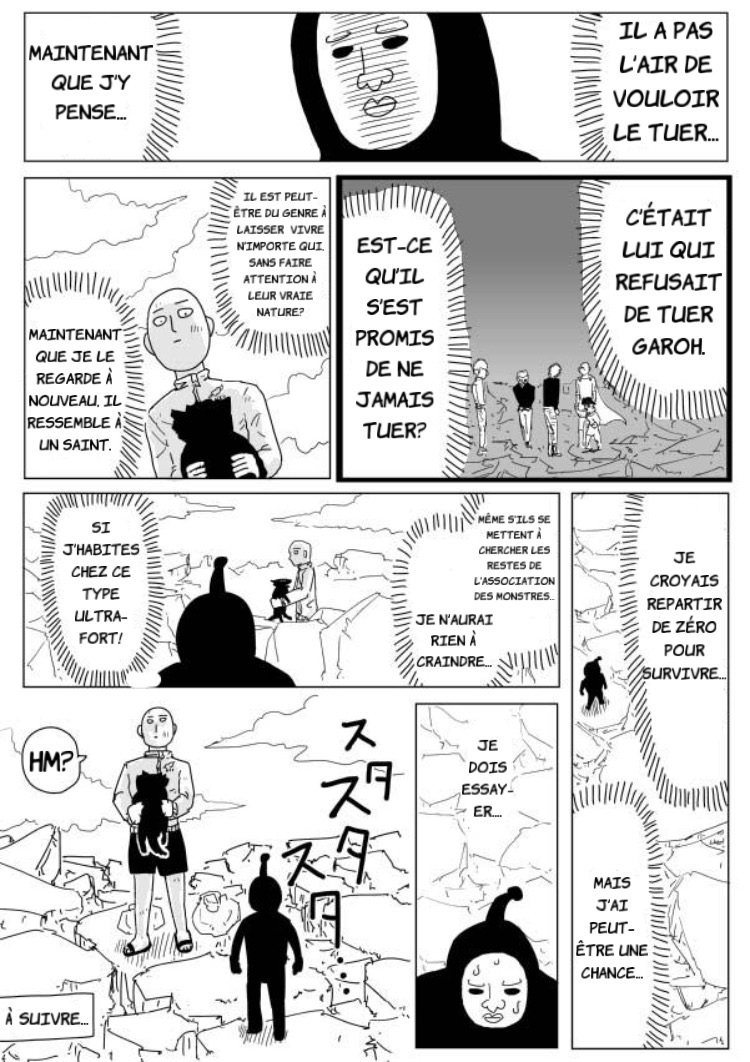 IL A PAS
L'AIR DE
VOULOIR
LE TUER...
MAINTENANT
QUE J'Y
PENSE...
C'ÉTAIT
LUI QUI
REFUSAIT
DE TUER
GAROH.
EST-CE
QU'IL
S'EST
PROMIS
DE NE
JAMAIS
TUER?
IL EST PEUT-
ÊTRE DU GENRE À
LAISSER VIVRE
N'IMPORTE QUI,
SANS FAIRE
ATTENTION À
LEUR VRAIE
NATURE?
MAINTENANT
QUE JE LE
REGARDE À
NOUVEAU, IL
RESSEMBLE À
UN SAINT.
JE
CROYAIS
REPARTIR
DE ZÉRO
POUR
SURVIVRE...
MAIS
J'AI
PEUT-
ÊTRE UNE
CHANCE...
MÊME S'ILS SE
METTENT À
CHERCHER LES
RESTES DE
L'ASSOCIATION
DES MONSTRES...
JE N'AURAI
RIEN À
CRAINDRE...
SI
J'HABITES
CHEZ CE
TYPE
ULTRA-
FORT!
JE
DOIS
ESSAY-
ER...
スタ
スタ
スタ...
HM?
À SUIVRE...